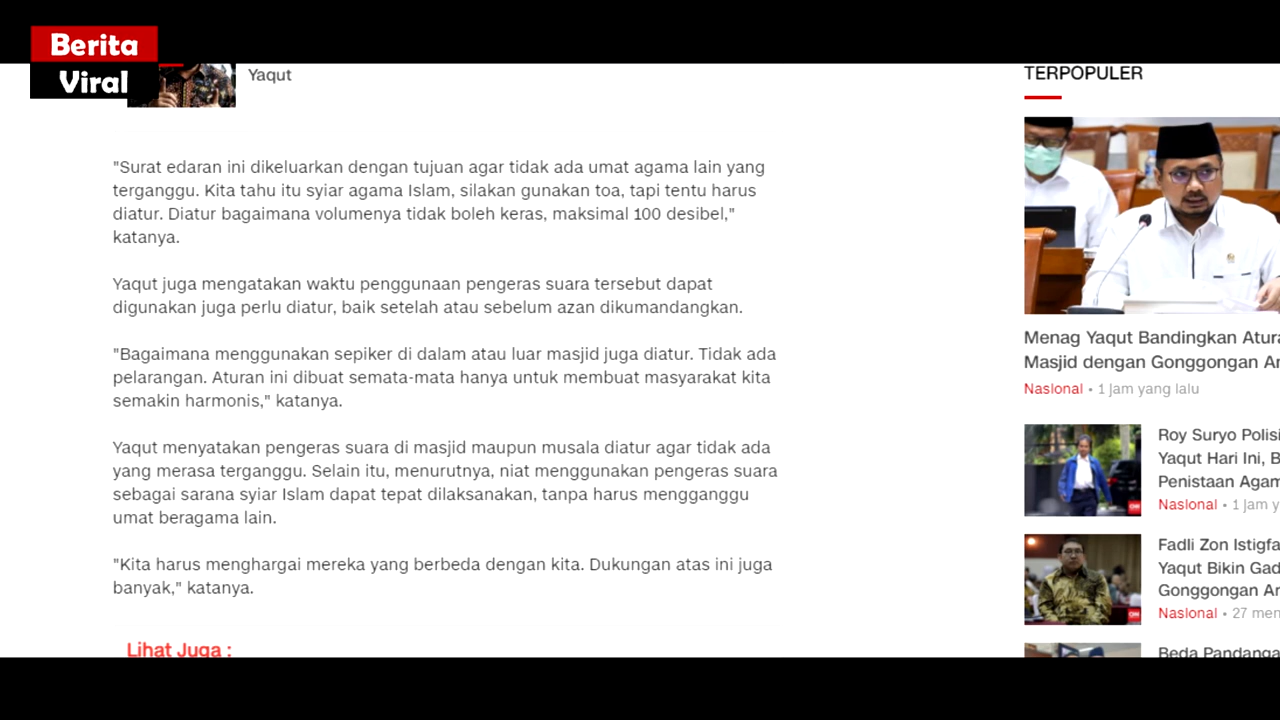 Berita
Viral
Yaqut
"Surat edaran ini dikeluarkan dengan tujuan agar tidak ada umat agama lain yang
terganggu. Kita tahu itu syiar agama Islam, silakan gunakan toa, tapi tentu harus
diatur. Diatur bagaimana volumenya tidak boleh keras, maksimal 100 desibel,"
katanya.
Yaqut juga mengatakan waktu penggunaan pengeras suara tersebut dapat
digunakan juga perlu diatur, baik setelah atau sebelum azan dikumandangkan.
"Bagaimana menggunakan sepiker di dalam atau luar masjid juga diatur. Tidak ada
pelarangan. Aturan ini dibuat semata-mata hanya untuk membuat masyarakat kita
semakin harmonis," katanya.
Yaqut menyatakan pengeras suara di masjid maupun musala diatur agar tidak ada
yang merasa terganggu. Selain itu, menurutnya, niat menggunakan pengeras suara
sebagai sarana syiar Islam dapat tepat dilaksanakan, tanpa harus mengganggu
umat beragama lain.
"Kita harus menghargai mereka yang berbeda dengan kita. Dukungan atas ini juga
banyak," katanya.
Lihat Juga :
TERPOPULER
Menag Yaqut Bandingkan Atura
Masjid dengan Gonggongan An
Nasional • 1 jam yang lalu
Roy Suryo Polisi
Yaqut Hari Ini, B
Penistaan Agam
Nasional • 1 jam y
Fadli Zon Istigfa
Yaqut Bikin Gad
Gonggongan An
Nasional • 27 men
Beda Pandanga